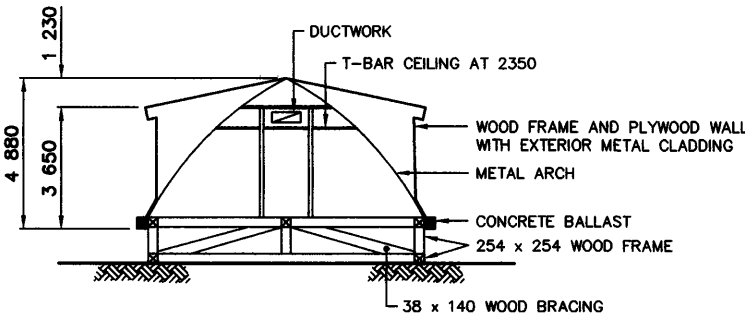 1 230
DUCTWORK
T-BAR CEILING AT 2350
4 880
3 650
WOOD FRAME AND PLYWOOD WALL
WITH EXTERIOR METAL CLADDING
METAL ARCH
CONCRETE BALLAST
254 x 254 WOOD FRAME
38 x 140 WOOD BRACING